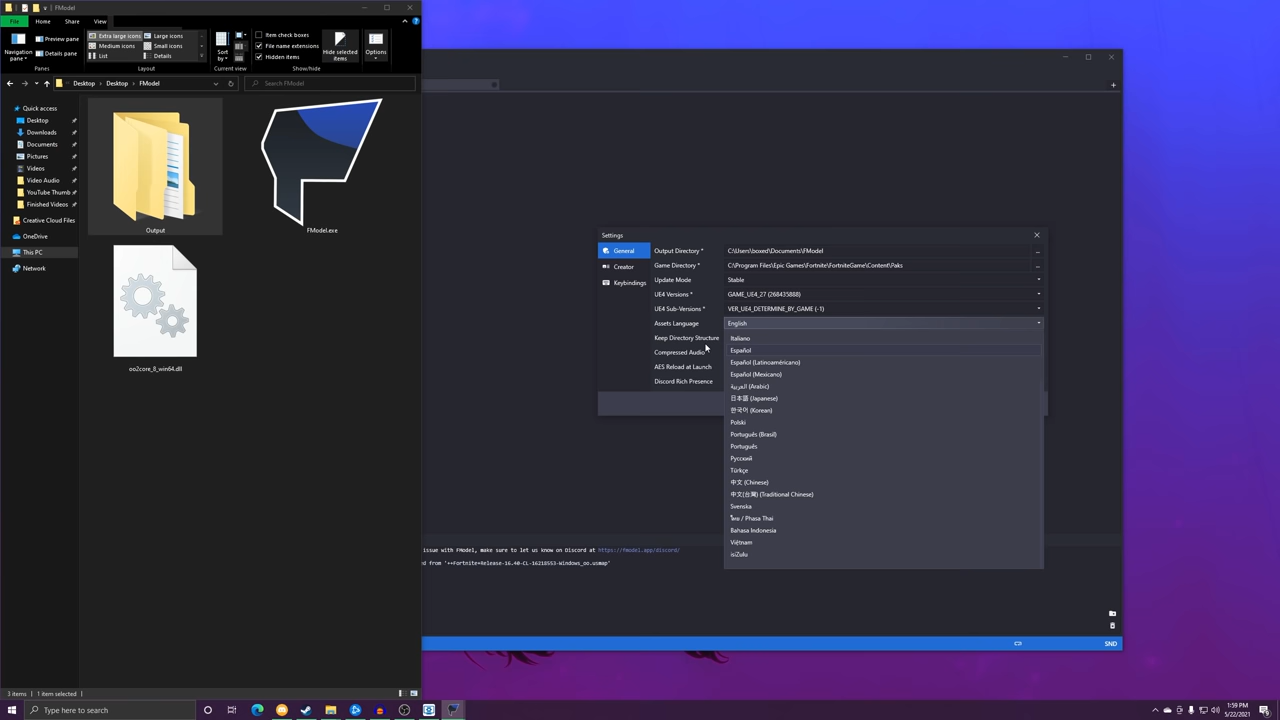 FModel
File
Home
Share
View
Navigation pane
Preview pane
Details pane
Panes
Extra large icons
Large icons
Medium icons
Small icons
List
Details
Layout
Sort by
Current view
Item check boxes
File name extensions
Hidden items
Hide selected items
Show/hide
Options
Desktop
Desktop
FModel
Search FModel
Quick access
Desktop
Downloads
Documents
Pictures
Videos
Video Audio
YouTube Thumb
Finished Videos
Creative Cloud Files
OneDrive
This PC
Network
Output
FModel.exe
oo2core_8_win64.dll
3 items
1 item selected
Settings
General
Creator
Keybindings
Output Directory *
C:\Users\boxed\Documents\FModel
Game Directory *
C:\Program Files\Epic Games\Fortnite\FortniteGame\Content\Paks
Update Mode
Stable
UE4 Versions *
GAME_UE4_27 (268435888)
UE4 Sub-Versions *
VER_UE4_DETERMINE_BY_GAME (-1)
Assets Language
English
Keep Directory Structure
Compressed Audio
AES Reload at Launch
Discord Rich Presence
Italiano
Español
Español (Latinoaméricano)
Español (Mexicano)
العربية (Arabic)
日本語 (Japanese)
한국어 (Korean)
Polski
Português (Brasil)
Português
Русский
Türkçe
中文 (Chinese)
中文(台灣) (Traditional Chinese)
Svenska
ไทย / Phasa Thai
Bahasa Indonesia
Việtnam
isiZulu
issue with FModel, make sure to let us know on Discord at https://fmodel.app/discord/
d from '++Fortnite+Release-16.40-CL-16218553-Windows_oo.usmap'
SND
Type here to search
1:59 PM
5/22/2021